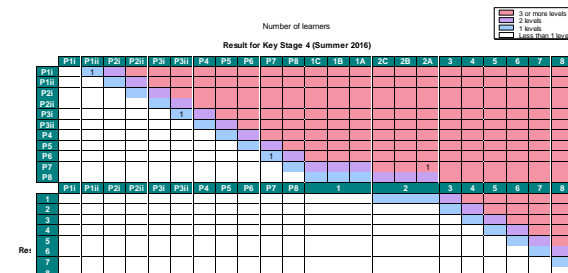 3 or more levels
Number of learners
2 levels
1 levels
Less than 1 leve
Result for Key Stage 4 (Summer 2016)
P1i P1ii P2i P2ii P3i P3ii P4 P5 P6 P7 P8 1C 1B 1A 2C 2B 2A 3 4 5 6 7 8
P1i 1
P1ii
P2i
P2ii
P3i 1
P3ii
P4
P5
P6 1
P7 1
P8
P1i P1ii P2i P2ii P3i P3ii P4 P5 P6 P7 P8 1 2 3 4 5 6 7 8
1
2
3
4
5
Res 6
7